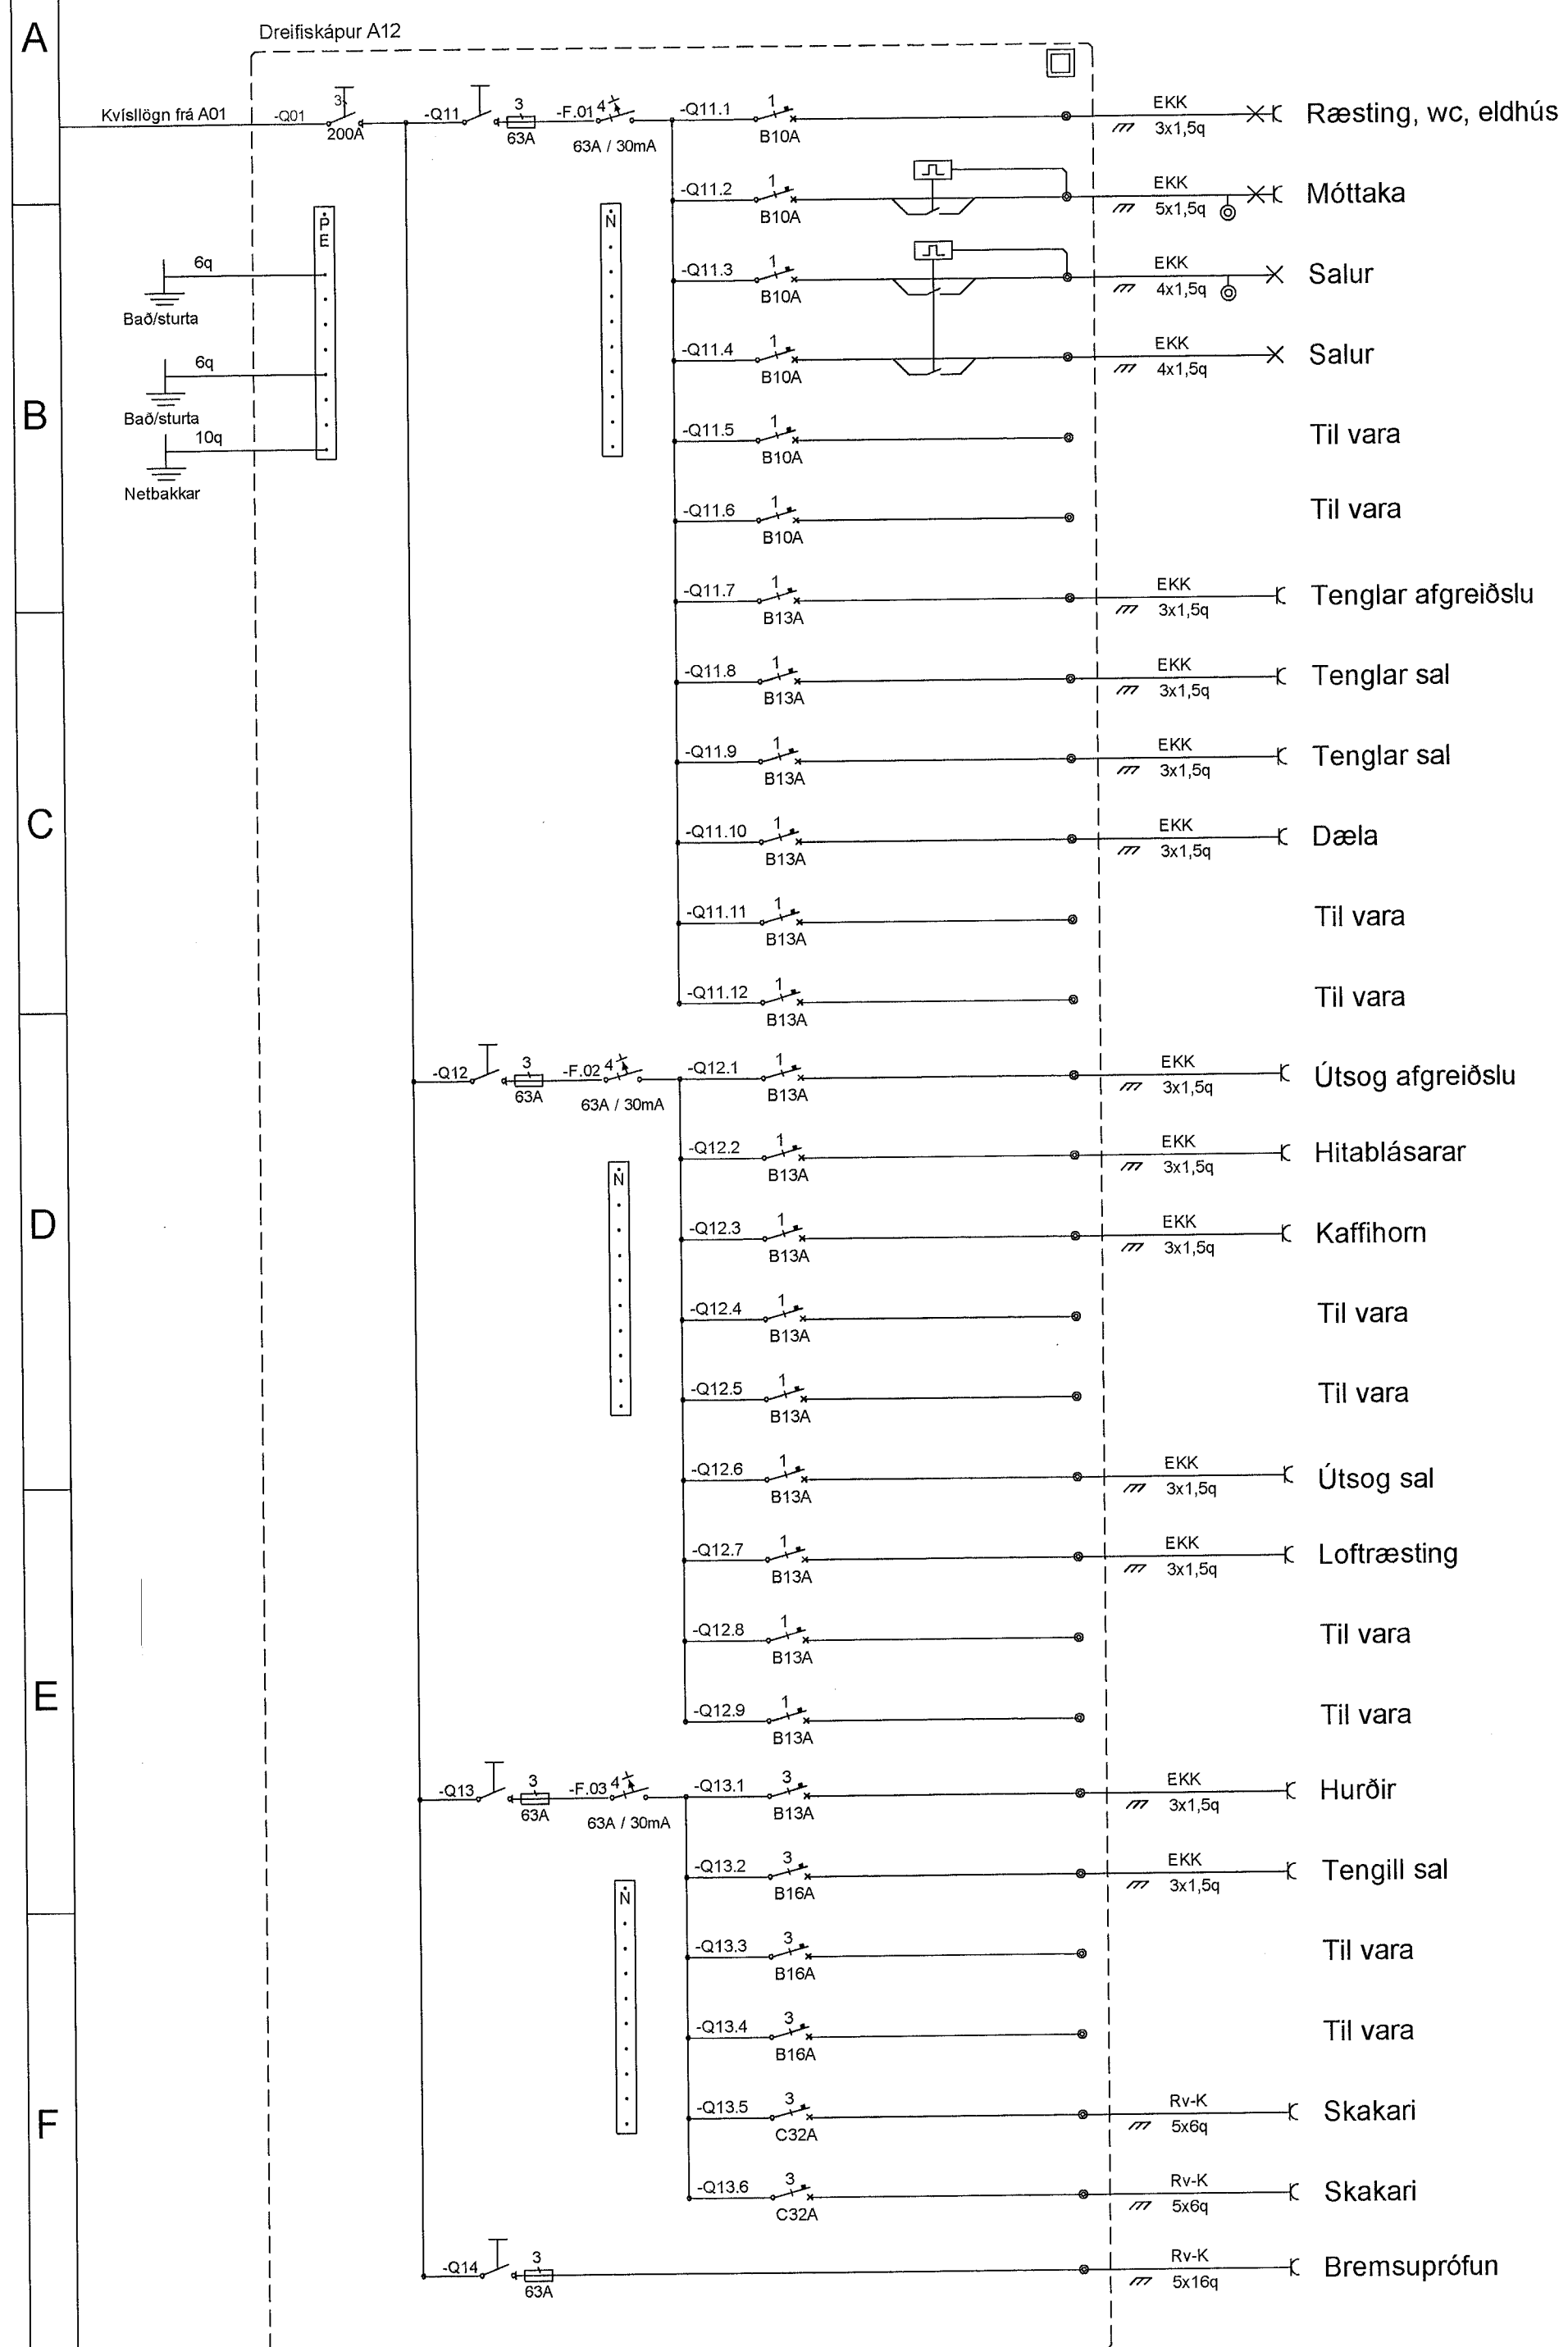 A
Dreifiskápur A12
Kvísllögn frá A01
-Q01
3
200A
-Q11
3
63A
-F.01
4
63A / 30mA
-Q11.1
1
B10A
EKK
3x1,5q
Ræsting, wc, eldhús
-Q11.2
1
B10A
EKK
5x1,5q
Móttaka
PE
N
6q
Bað/sturta
-Q11.3
1
B10A
EKK
4x1,5q
Salur
-Q11.4
1
B10A
EKK
4x1,5q
Salur
6q
Bað/sturta
B
-Q11.5
1
B10A
Til vara
10q
Netbakkar
-Q11.6
1
B10A
Til vara
-Q11.7
1
B13A
EKK
3x1,5q
Tenglar afgreiðslu
-Q11.8
1
B13A
EKK
3x1,5q
Tenglar sal
-Q11.9
1
B13A
EKK
3x1,5q
Tenglar sal
C
-Q11.10
1
B13A
EKK
3x1,5q
Dæla
-Q11.11
1
B13A
Til vara
-Q11.12
1
B13A
Til vara
-Q12
3
63A
-F.02
4
63A / 30mA
-Q12.1
1
B13A
EKK
3x1,5q
Útsog afgreiðslu
-Q12.2
1
B13A
EKK
3x1,5q
Hitablásarar
N
D
-Q12.3
1
B13A
EKK
3x1,5q
Kaffihorn
-Q12.4
1
B13A
Til vara
-Q12.5
1
B13A
Til vara
-Q12.6
1
B13A
EKK
3x1,5q
Útsog sal
-Q12.7
1
B13A
EKK
3x1,5q
Loftræsting
-Q12.8
1
B13A
Til vara
E
-Q12.9
1
B13A
Til vara
-Q13
3
63A
-F.03
4
63A / 30mA
-Q13.1
3
B13A
EKK
3x1,5q
Hurðir
-Q13.2
3
B16A
EKK
3x1,5q
Tengill sal
N
-Q13.3
3
B16A
Til vara
-Q13.4
3
B16A
Til vara
F
-Q13.5
3
C32A
Rv-K
5x6q
Skakari
-Q13.6
3
C32A
Rv-K
5x6q
Skakari
-Q14
3
63A
Rv-K
5x16q
Bremsuprófun